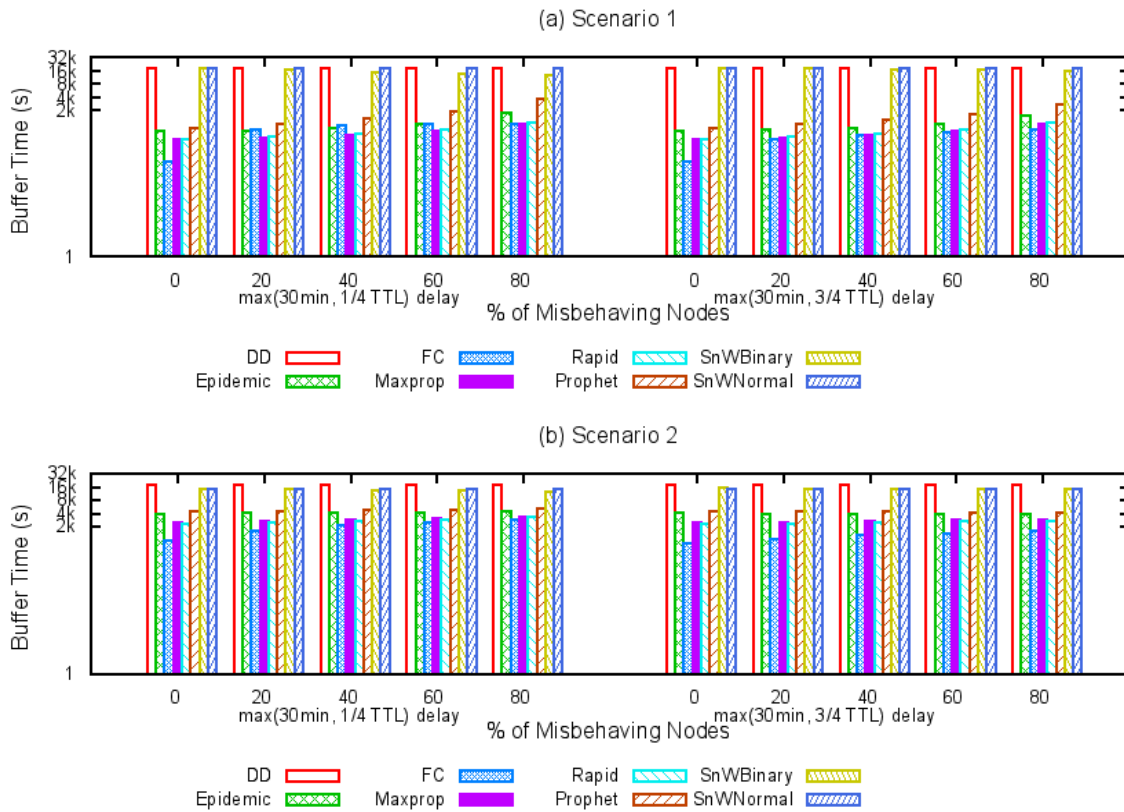 (a) Scenario 1
32k
16k
8k
4k
2k
1
Buffer Time (s)
0 20 40 60 80 0 20 40 60 80
max(30min, 1/4 TTL) delay max(30min, 3/4 TTL) delay
% of Misbehaving Nodes
DD FC Rapid SnWBinary
Epidemic Maxprop Prophet SnWNormal
(b) Scenario 2
32k
16k
8k
4k
2k
1
Buffer Time (s)
0 20 40 60 80 0 20 40 60 80
max(30min, 1/4 TTL) delay max(30min, 3/4 TTL) delay
% of Misbehaving Nodes
DD FC Rapid SnWBinary
Epidemic Maxprop Prophet SnWNormal